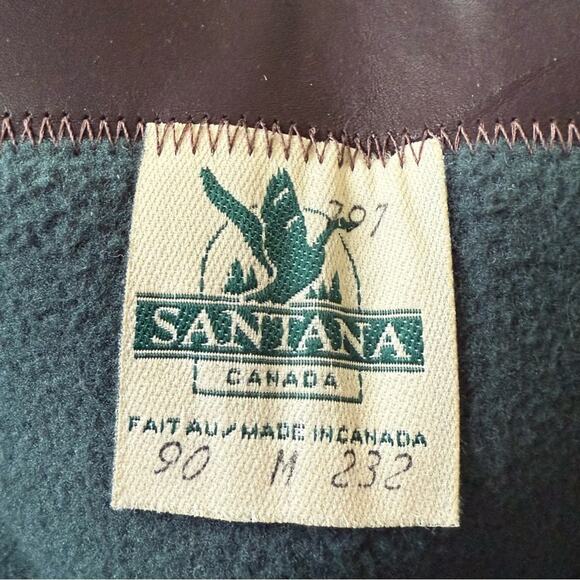 SANTANA
CANADA
FAIT AU/MADE IN CANADA
90 M 232